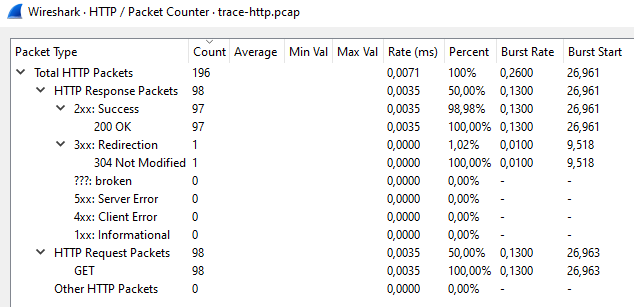 Wireshark · HTTP / Packet Counter · trace-http.pcap
Packet Type Count Average Min Val Max Val Rate (ms) Percent Burst Rate Burst Start
Total HTTP Packets 196 0,0071 100% 0,2600 26,961
HTTP Response Packets 98 0,0035 50,00% 0,1300 26,961
2xx: Success 97 0,0035 98,98% 0,1300 26,961
200 OK 97 0,0035 100,00% 0,1300 26,961
3xx: Redirection 1 0,0000 1,02% 0,0100 9,518
304 Not Modified 1 0,0000 100,00% 0,0100 9,518
???: broken 0 0,0000 0,00% - -
5xx: Server Error 0 0,0000 0,00% - -
4xx: Client Error 0 0,0000 0,00% - -
1xx: Informational 0 0,0000 0,00% - -
HTTP Request Packets 98 0,0035 50,00% 0,1300 26,963
GET 98 0,0035 100,00% 0,1300 26,963
Other HTTP Packets 0 0,0000 0,00% - -